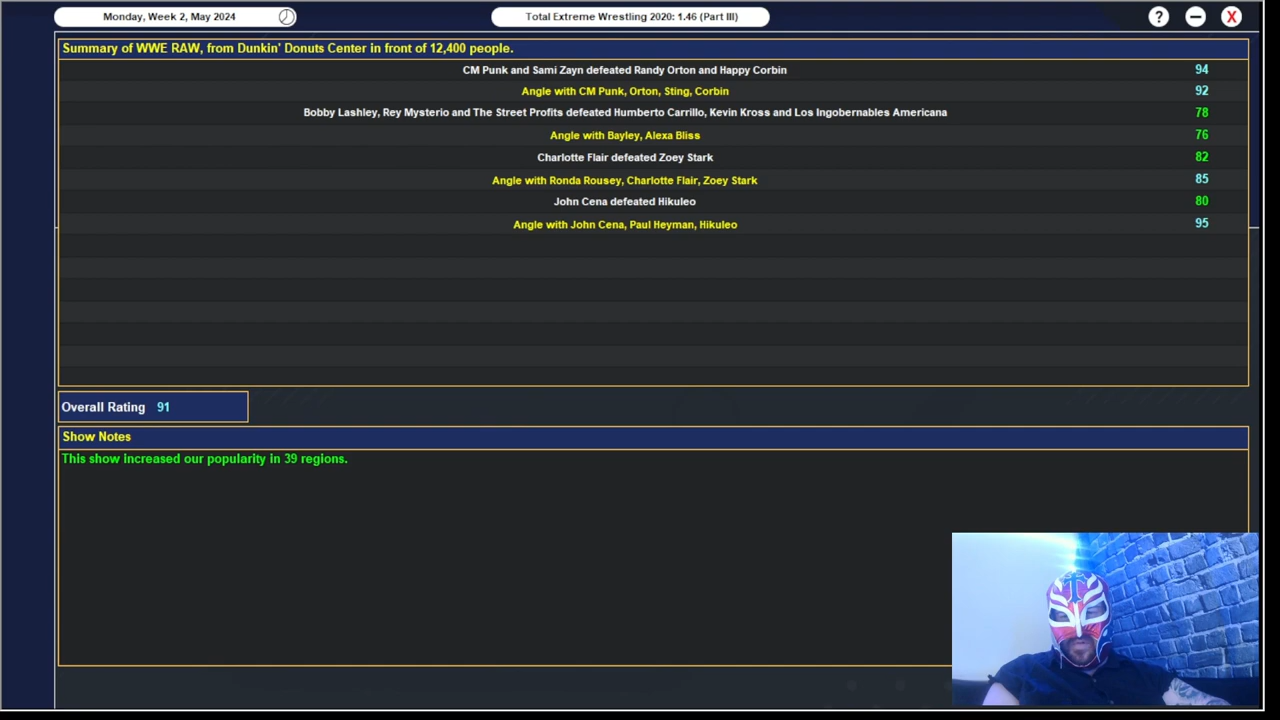 Monday, Week 2, May 2024
Total Extreme Wrestling 2020: 1.46 (Part III)
?
X
Summary of WWE RAW, from Dunkin' Donuts Center in front of 12,400 people.
CM Punk and Sami Zayn defeated Randy Orton and Happy Corbin 94
Angle with CM Punk, Orton, Sting, Corbin 92
Bobby Lashley, Rey Mysterio and The Street Profits defeated Humberto Carrillo, Kevin Kross and Los Ingobernables Americana 78
Angle with Bayley, Alexa Bliss 76
Charlotte Flair defeated Zoey Stark 82
Angle with Ronda Rousey, Charlotte Flair, Zoey Stark 85
John Cena defeated Hikuleo 80
Angle with John Cena, Paul Heyman, Hikuleo 95
Overall Rating 91
Show Notes
This show increased our popularity in 39 regions.